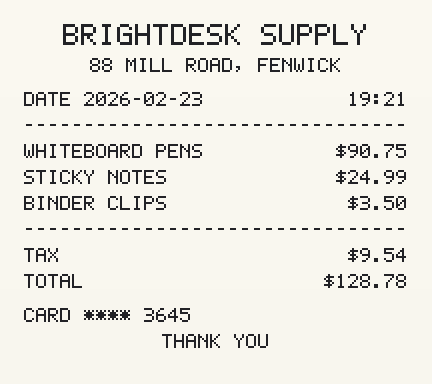 BRIGHTDESK SUPPLY
88 MILL ROAD, FENWICK
DATE 2026-02-23 19:21
--------------------------------
WHITEBOARD PENS $90.75
STICKY NOTES $24.99
BINDER CLIPS $3.50
--------------------------------
TAX $9.54
TOTAL $128.78
CARD **** 3645
THANK YOU